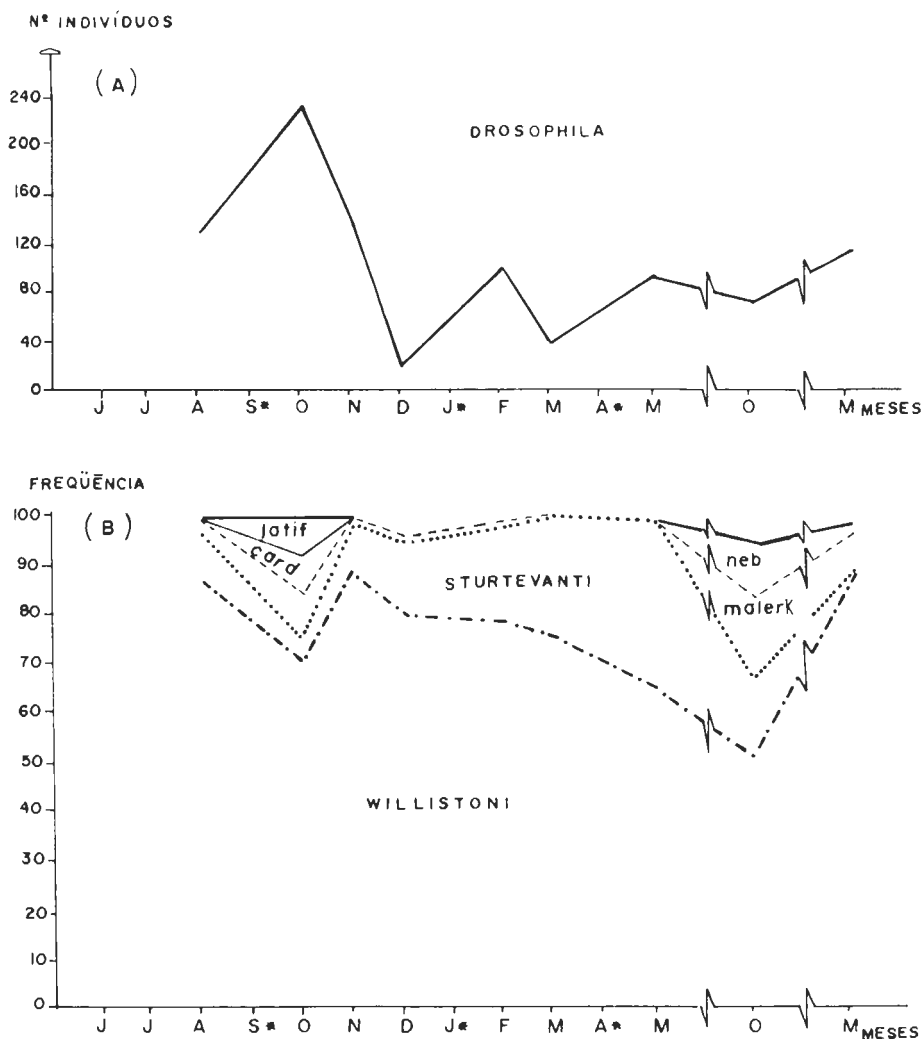 Nº INDIVÍDUOS
(A)
DROSOPHILA
240
200
160
120
80
40
0
J J A S* O N D J* F M A* M O M MESES
FREQÜÊNCIA
(B)
100
90
80
70
60
50
40
30
20
10
0
jatif
card
STURTEVANTI
neb
malerk
WILLISTONI
J J A S* O N D J* F M A* M O M MESES